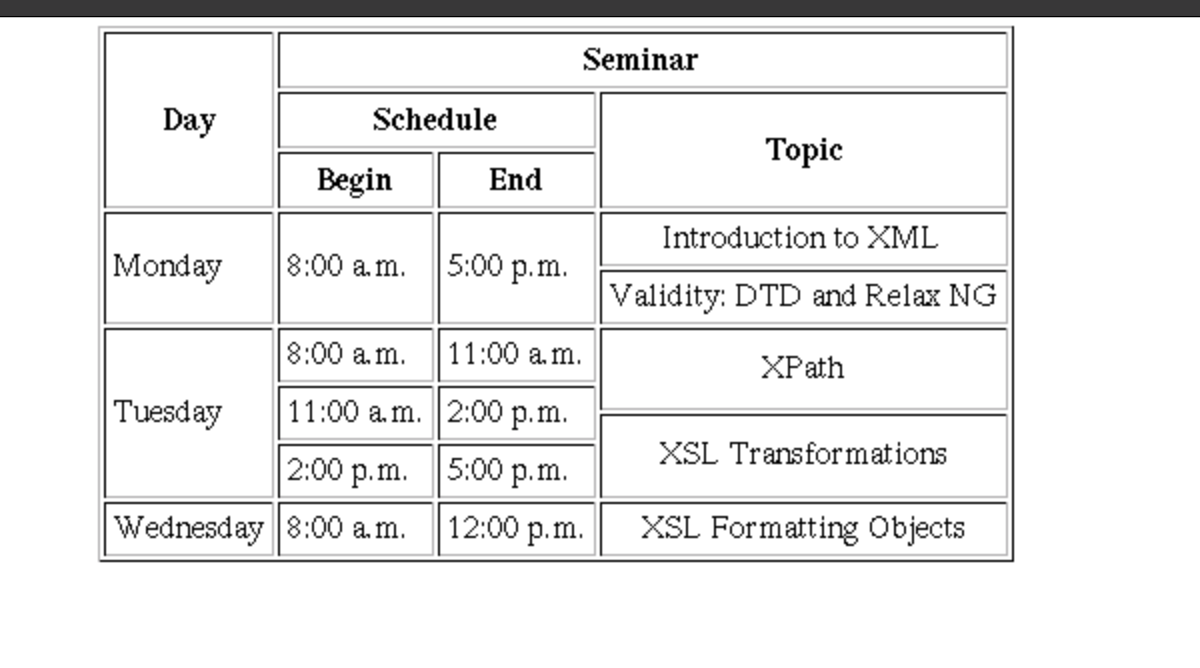 Day
Seminar
Schedule
Topic
Begin
End
Monday
8:00 a.m.
5:00 p.m.
Introduction to XML
Validity: DTD and Relax NG
Tuesday
8:00 a.m.
11:00 a.m.
XPath
11:00 a.m.
2:00 p.m.
XSL Transformations
2:00 p.m.
5:00 p.m.
Wednesday
8:00 a.m.
12:00 p.m.
XSL Formatting Objects